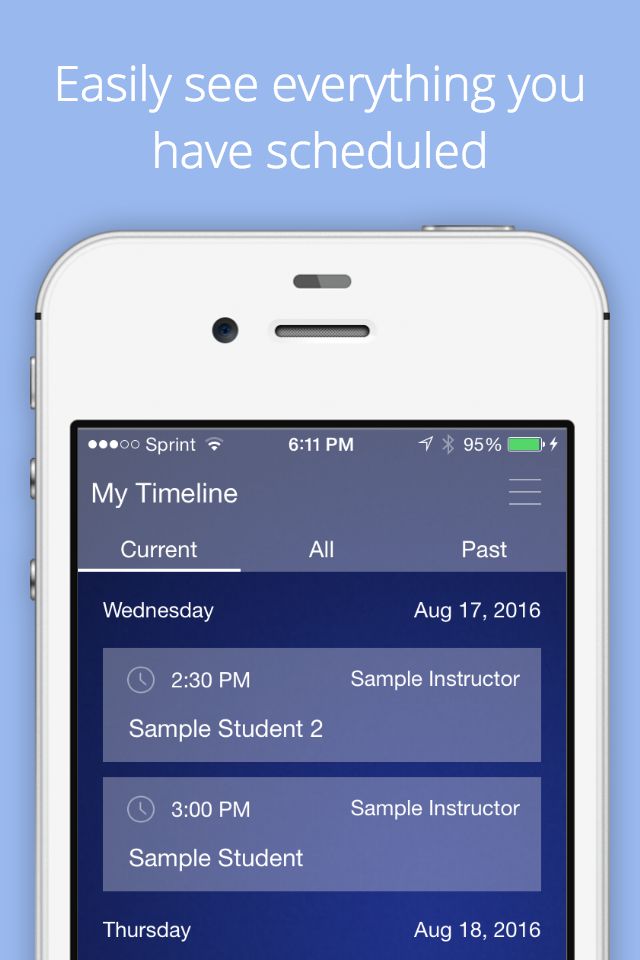 Easily see everything you
have scheduled
Sprint 6:11 PM 95%
My Timeline
Current All Past
Wednesday Aug 17, 2016
2:30 PM Sample Instructor
Sample Student 2
3:00 PM Sample Instructor
Sample Student
Thursday Aug 18, 2016